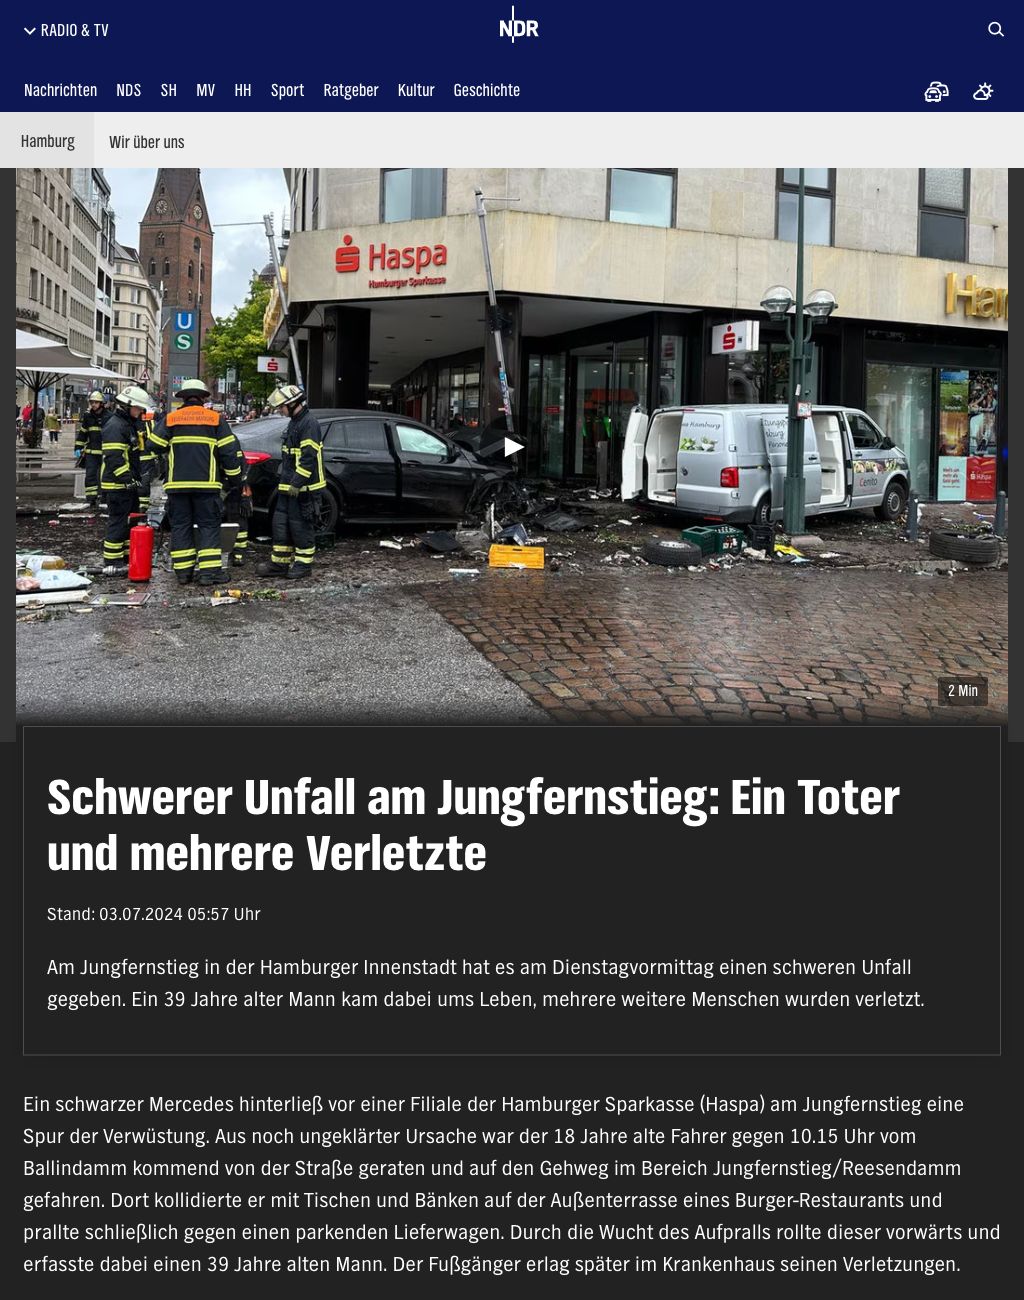 RADIO & TV
NDR
Nachrichten NDS SH MV HH Sport Ratgeber Kultur Geschichte
Hamburg Wir über uns
Haspa
Hamburger Sparkasse
U
S
2 Min
Schwerer Unfall am Jungfernstieg: Ein Toter
und mehrere Verletzte
Stand: 03.07.2024 05:57 Uhr
Am Jungfernstieg in der Hamburger Innenstadt hat es am Dienstagvormittag einen schweren Unfall
gegeben. Ein 39 Jahre alter Mann kam dabei ums Leben, mehrere weitere Menschen wurden verletzt.
Ein schwarzer Mercedes hinterließ vor einer Filiale der Hamburger Sparkasse (Haspa) am Jungfernstieg eine
Spur der Verwüstung. Aus noch ungeklärter Ursache war der 18 Jahre alte Fahrer gegen 10.15 Uhr vom
Ballindamm kommend von der Straße geraten und auf den Gehweg im Bereich Jungfernstieg/Reesendamm
gefahren. Dort kollidierte er mit Tischen und Bänken auf der Außenterrasse eines Burger-Restaurants und
prallte schließlich gegen einen parkenden Lieferwagen. Durch die Wucht des Aufpralls rollte dieser vorwärts und
erfasste dabei einen 39 Jahre alten Mann. Der Fußgänger erlag später im Krankenhaus seinen Verletzungen.